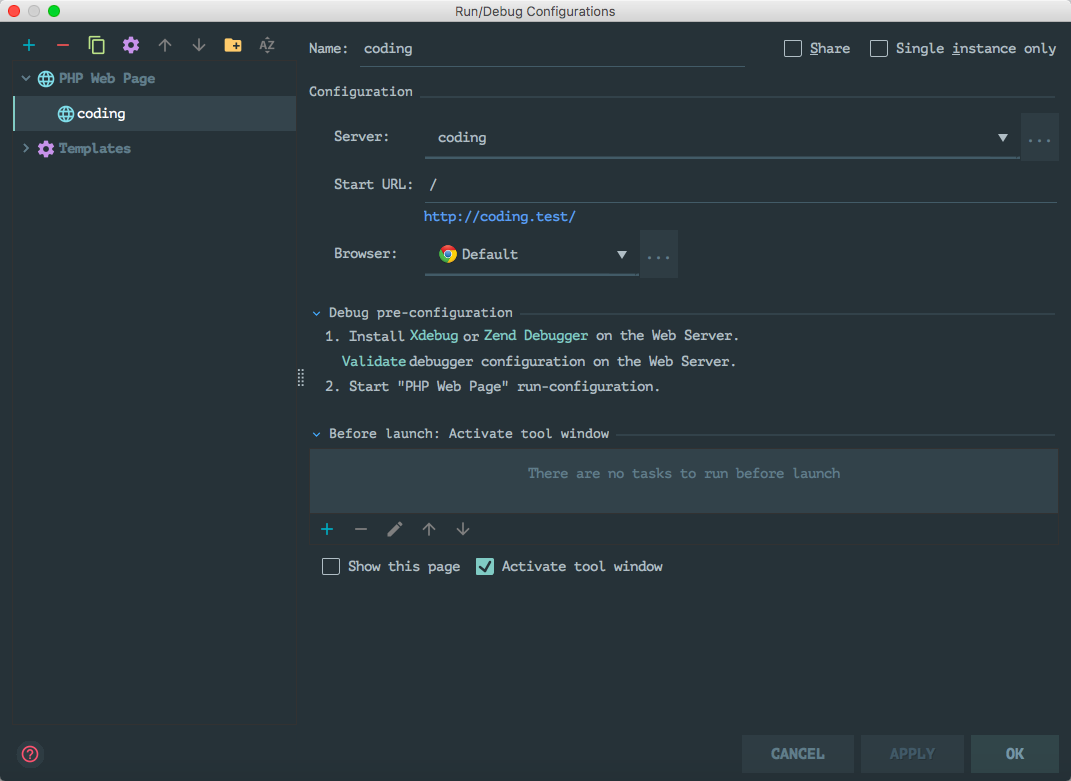 Run/Debug Configurations
PHP Web Page
coding
Templates
Name: coding
Share
Single instance only
Configuration
Server: coding
...
Start URL: /
http://coding.test/
Browser: Default
...
Debug pre-configuration
1. Install Xdebug or Zend Debugger on the Web Server.
Validate debugger configuration on the Web Server.
2. Start "PHP Web Page" run-configuration.
Before launch: Activate tool window
There are no tasks to run before launch
Show this page
Activate tool window
?
CANCEL
APPLY
OK